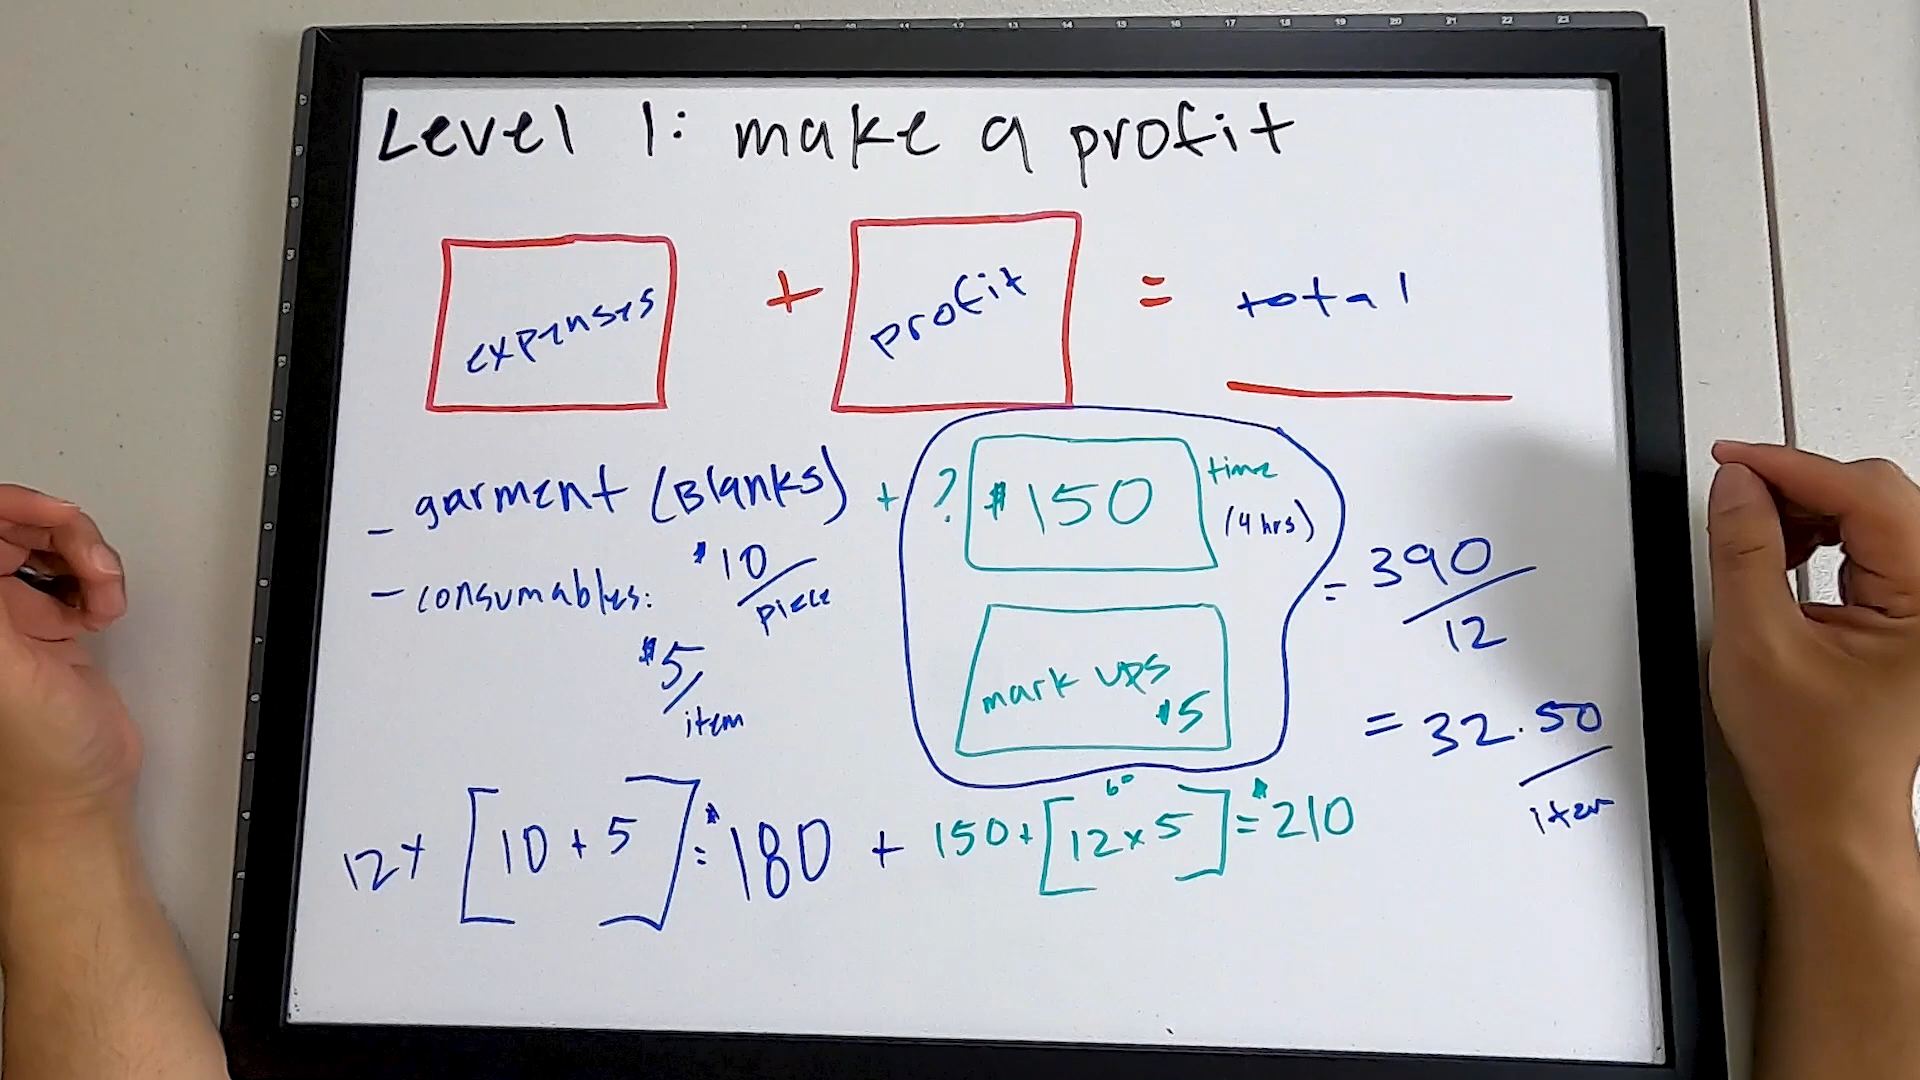 Level 1: make a profit
expenses + profit = total
- garment (Blanks) + ? $150 time (4 hrs)
$10/piece
- consumables:
$5/item
mark ups $5
= 390/12
= 32.50/item
60
12x [10 + 5] = $180 + 150 + [12 x 5] = $210